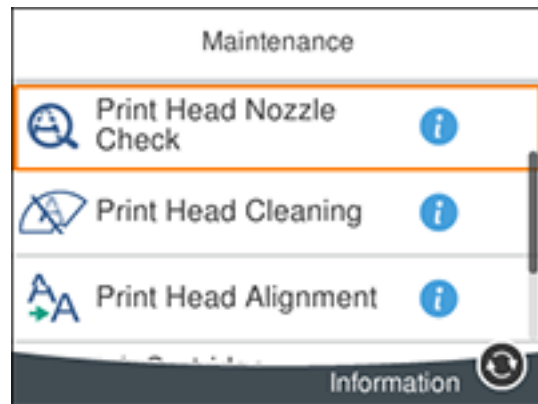 Maintenance
Print Head Nozzle
Check
Print Head Cleaning
Print Head Alignment
Information